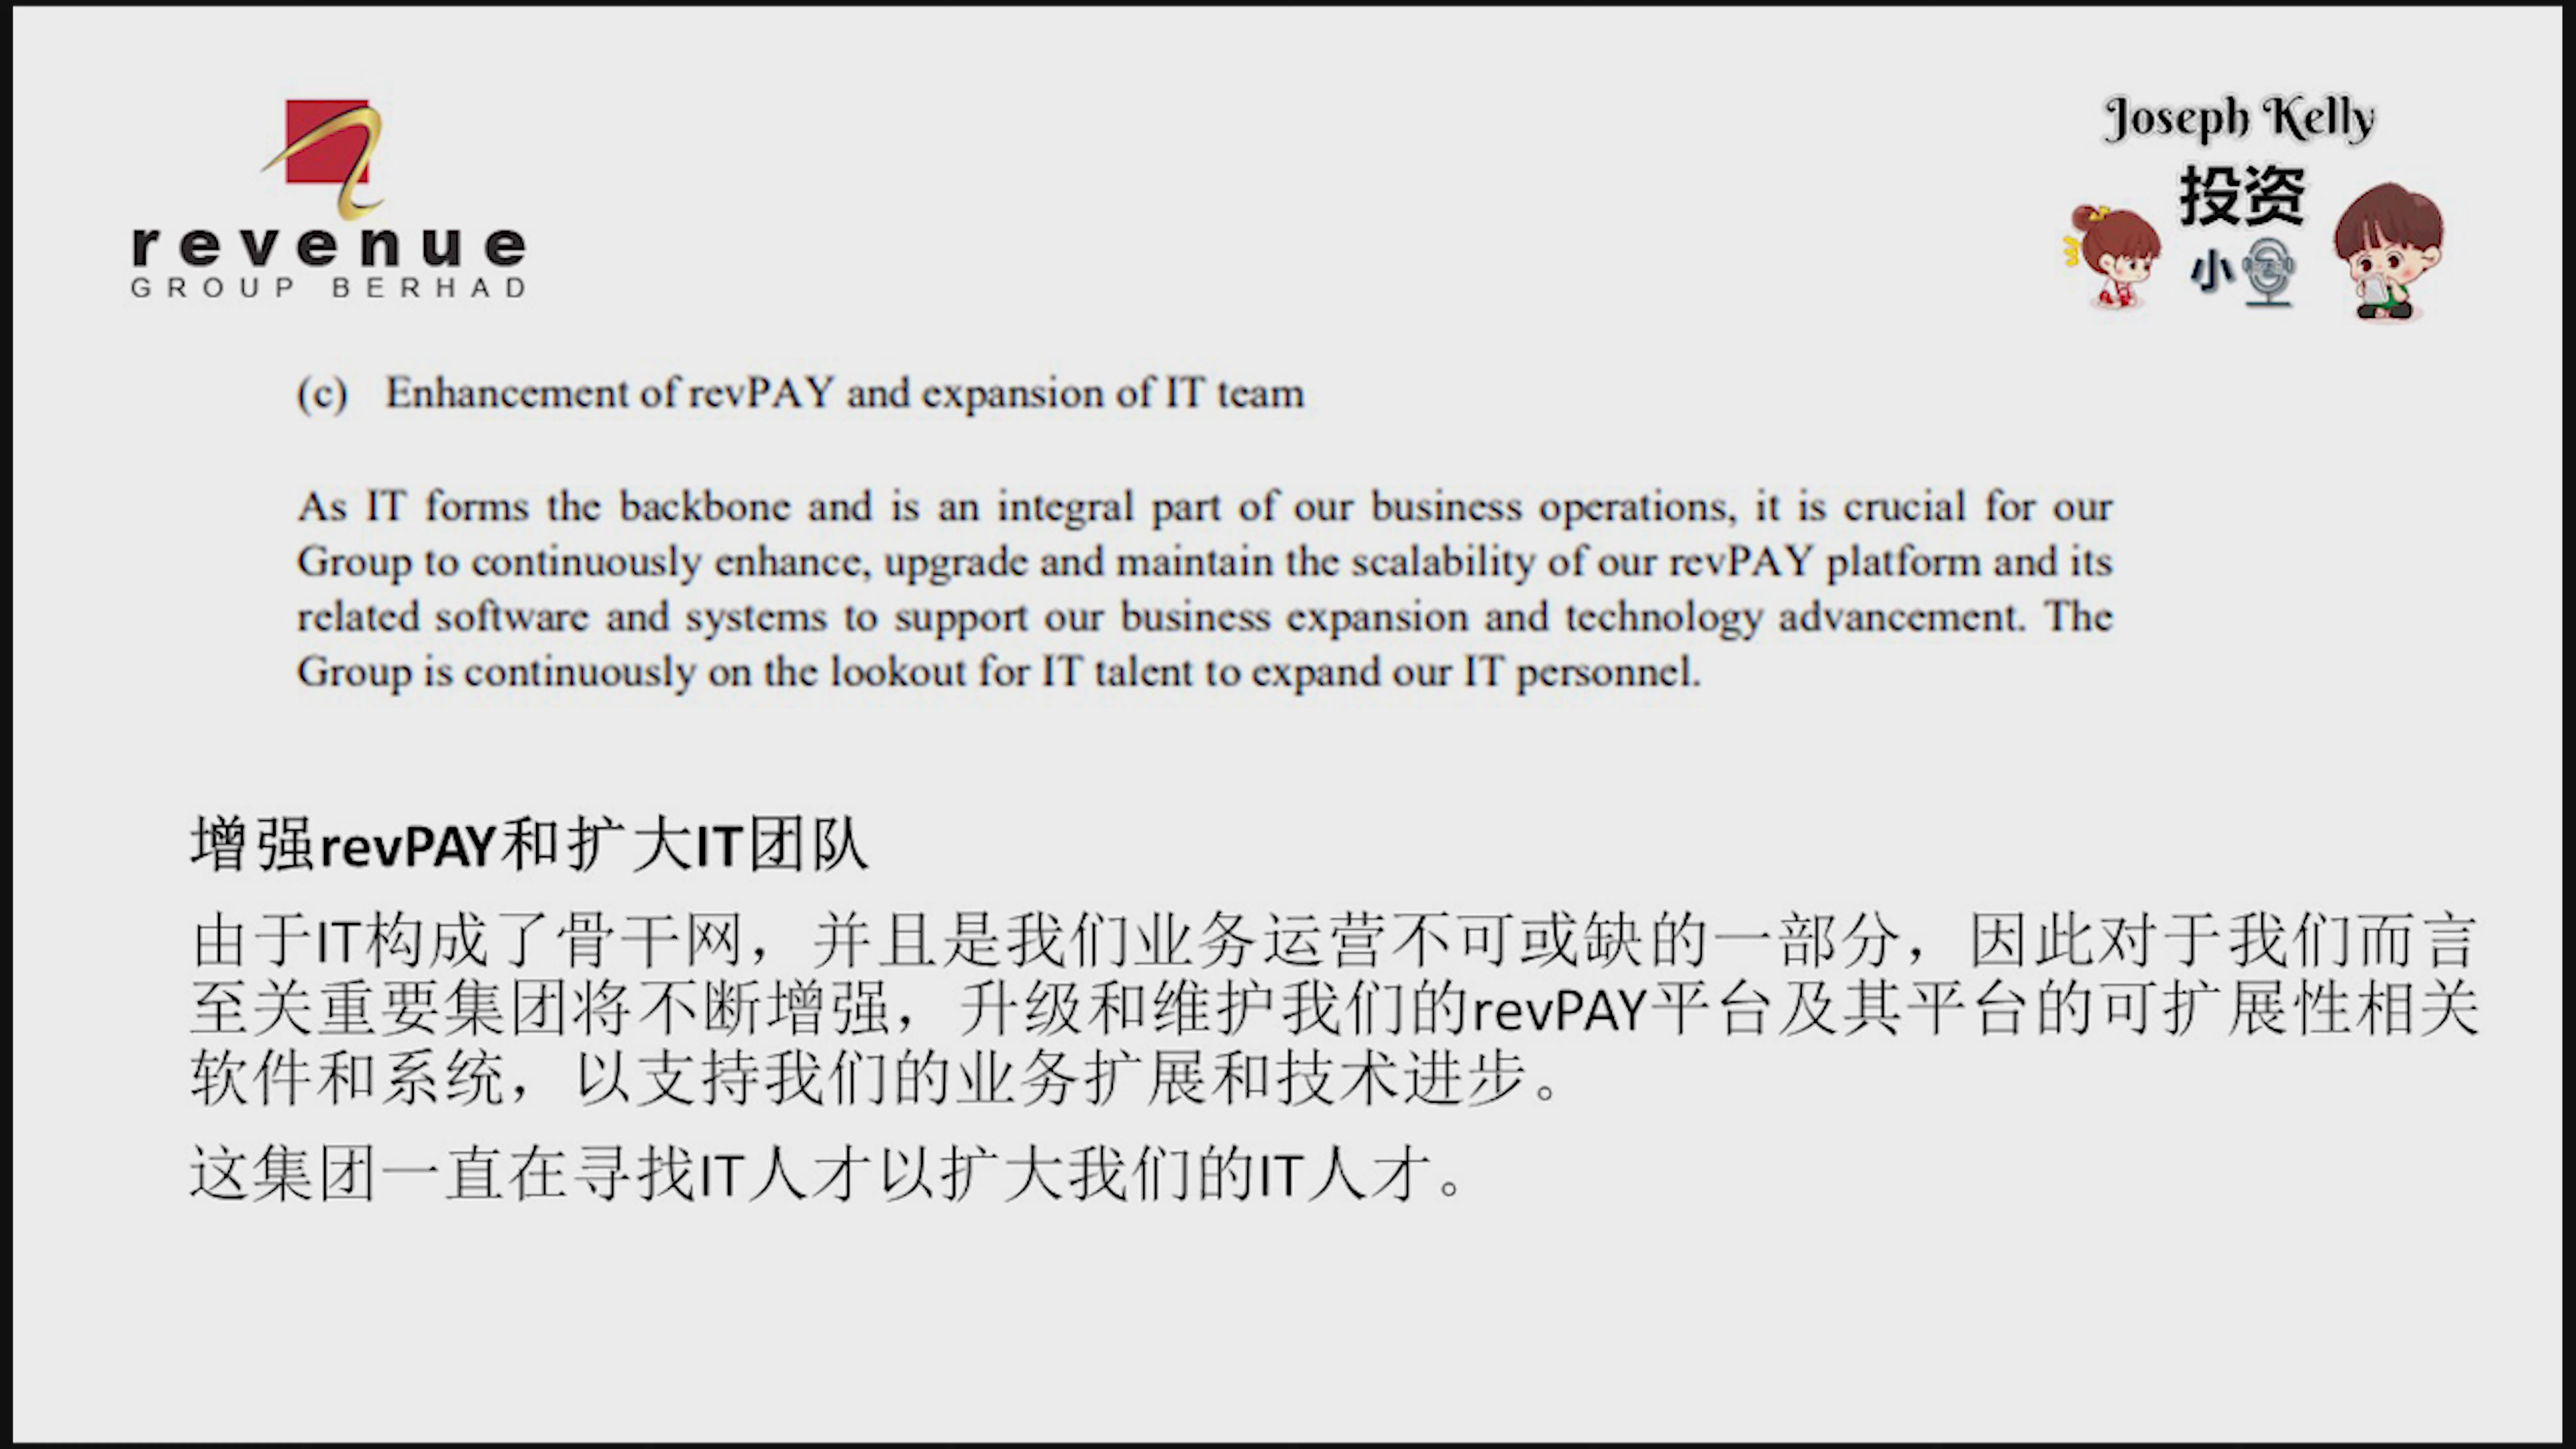 revenue
GROUP BERHAD
Joseph Kelly
投资
小
(c) Enhancement of revPAY and expansion of IT team
As IT forms the backbone and is an integral part of our business operations, it is crucial for our
Group to continuously enhance, upgrade and maintain the scalability of our revPAY platform and its
related software and systems to support our business expansion and technology advancement. The
Group is continuously on the lookout for IT talent to expand our IT personnel.
增强revPAY和扩大IT团队
由于IT构成了骨干网，并且是我们业务运营不可或缺的一部分，因此对于我们而言
至关重要集团将不断增强，升级和维护我们的revPAY平台及其平台的可扩展性相关
软件和系统，以支持我们的业务扩展和技术进步。
这集团一直在寻找IT人才以扩大我们的IT人才。